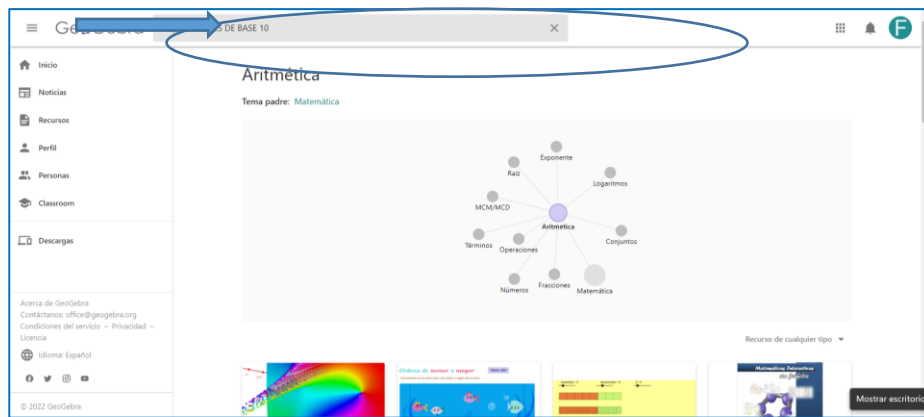 GeoGebra
S DE BASE 10
Inicio
Noticias
Recursos
Perfil
Personas
Classroom
Descargas
Acerca de GeoGebra
Contáctanos: office@geogebra.org
Condiciones del servicio – Privacidad –
Licencia
Idioma: Español
© 2022 GeoGebra
Aritmética
Tema padre: Matemática
Exponente
Raíz
Logaritmos
MCM/MCD
Aritmética
Términos
Operaciones
Conjuntos
Números
Fracciones
Matemática
Recurso de cualquier tipo
Ordena de menor a mayor
Matemáticas Interactivas
Mostrar escritorio
F